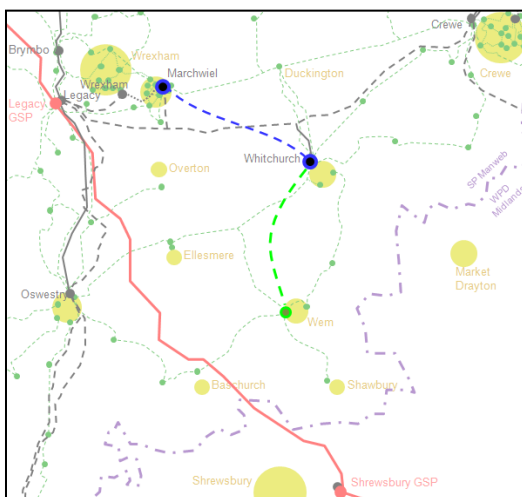 Crewe
Brymbo
Wrexham
Marchwiel
Duckington
Crewe
Wrexham
Legacy
Legacy
GSP
Whitchurch
SP Manweb
WPD
Midlands
Overton
Ellesmere
Market
Drayton
Oswestry
Wem
Baschurch
Shawbury
Shrewsbury
Shrewsbury GSP